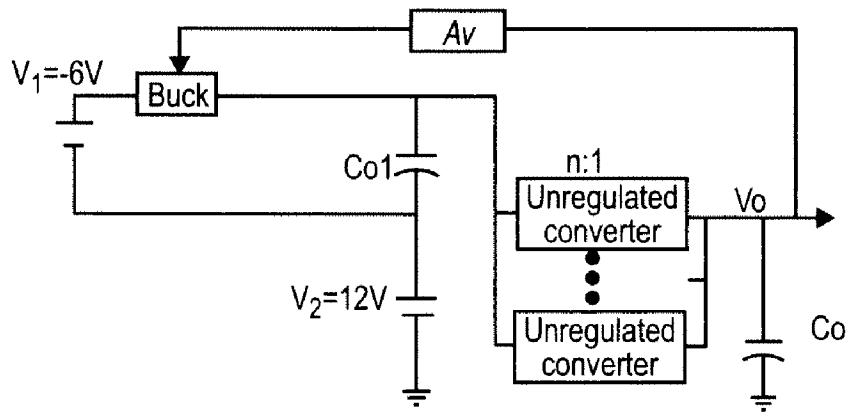 Av
V₁=-6V
Buck
Co1
n:1
Unregulated
converter
Vo
V₂=12V
Unregulated
converter
Co